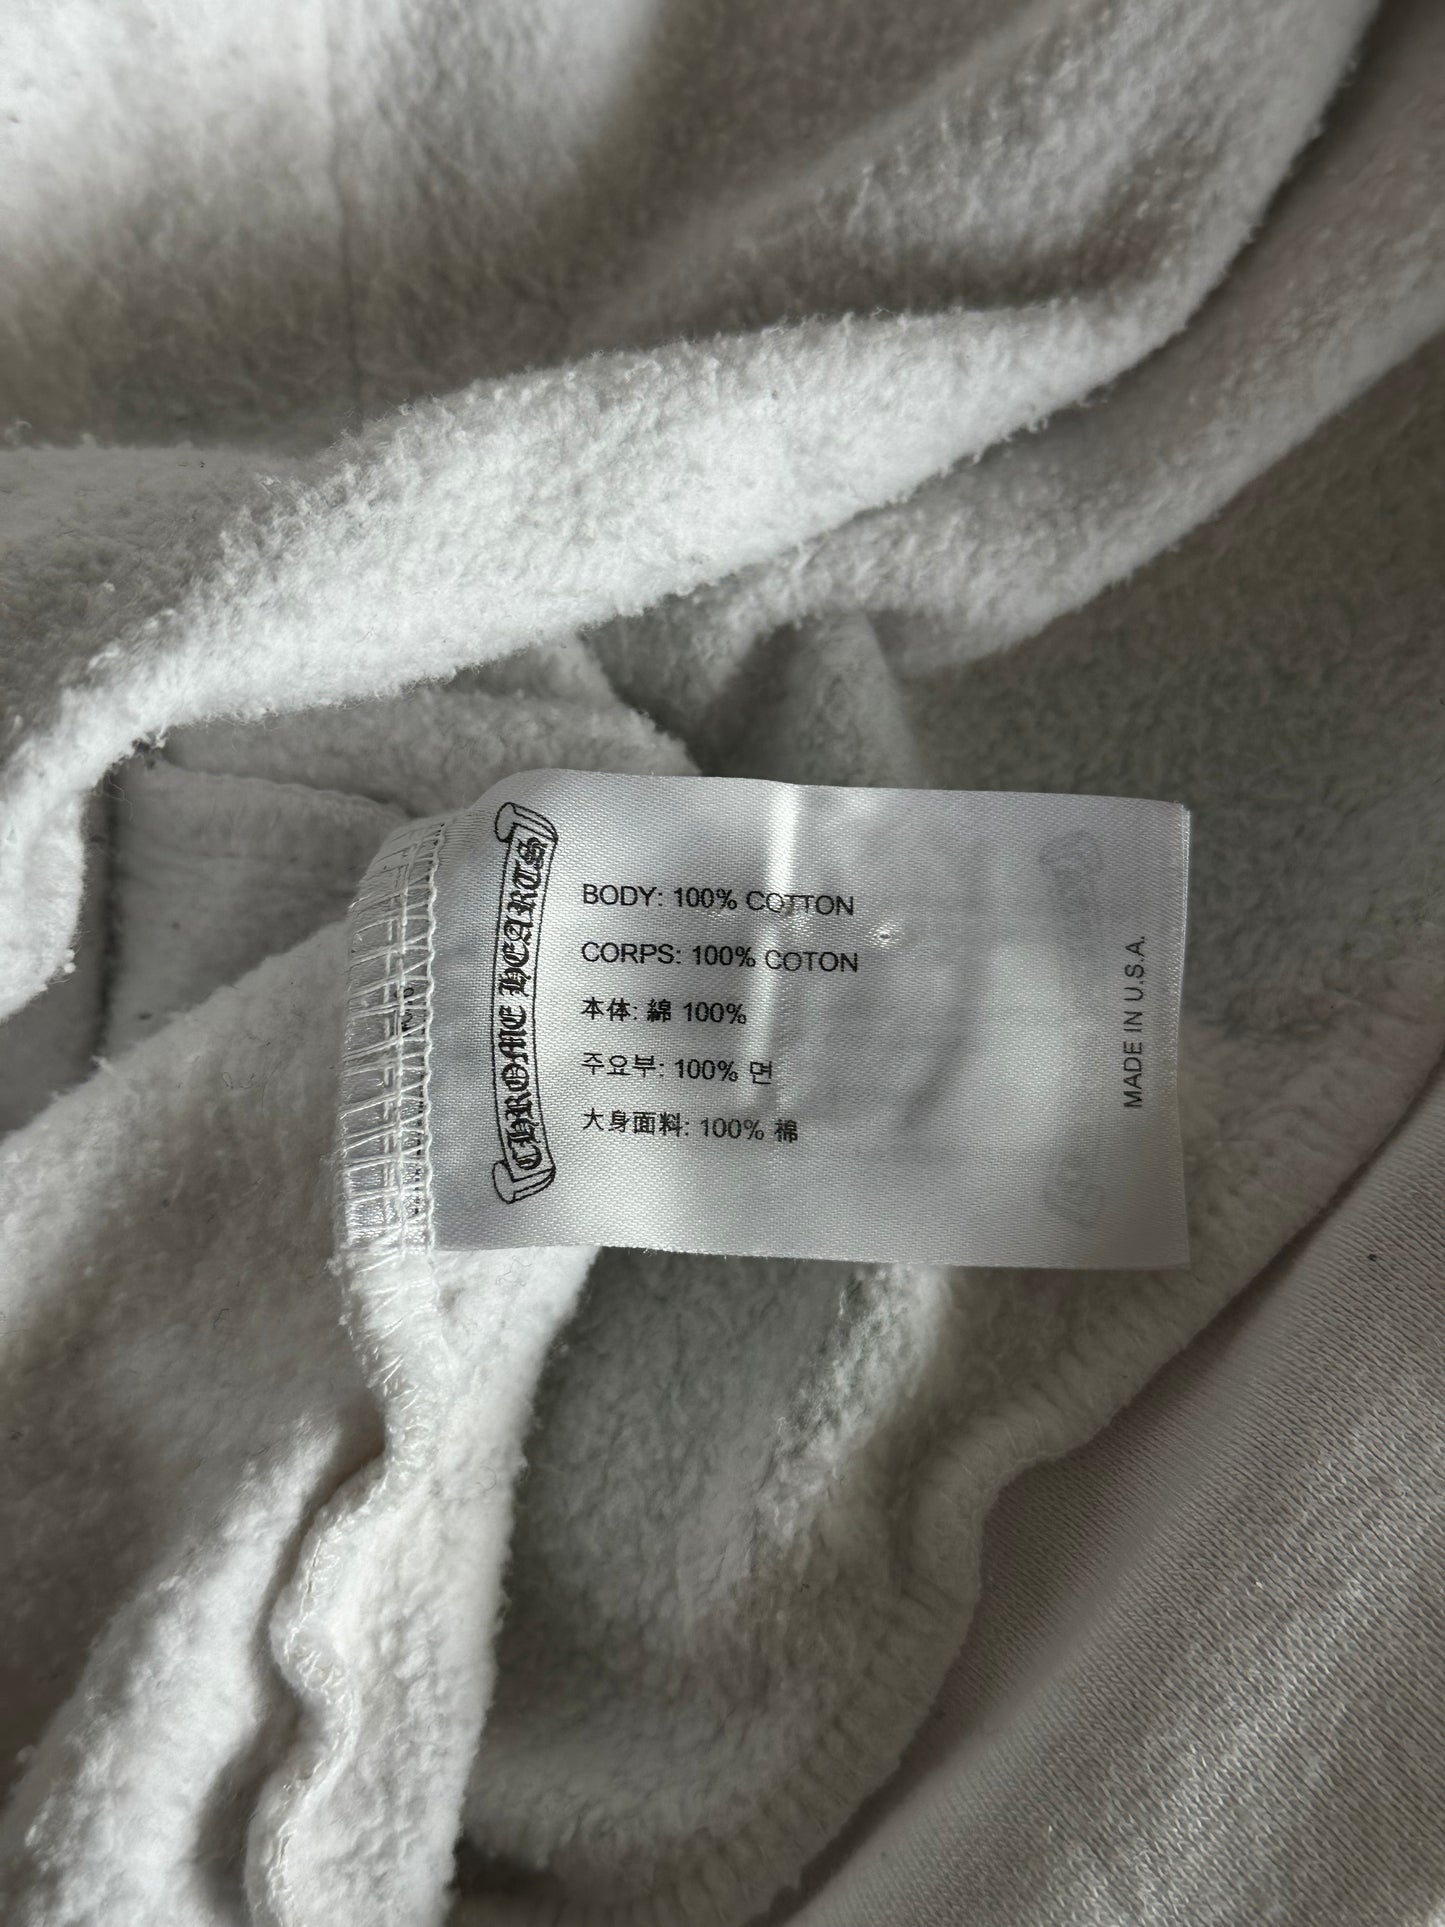 CHROME HEARTS
BODY: 100% COTTON
CORPS: 100% COTON
本体: 綿 100%
주요부: 100% 면
大身面料: 100% 棉
MADE IN U.S.A.